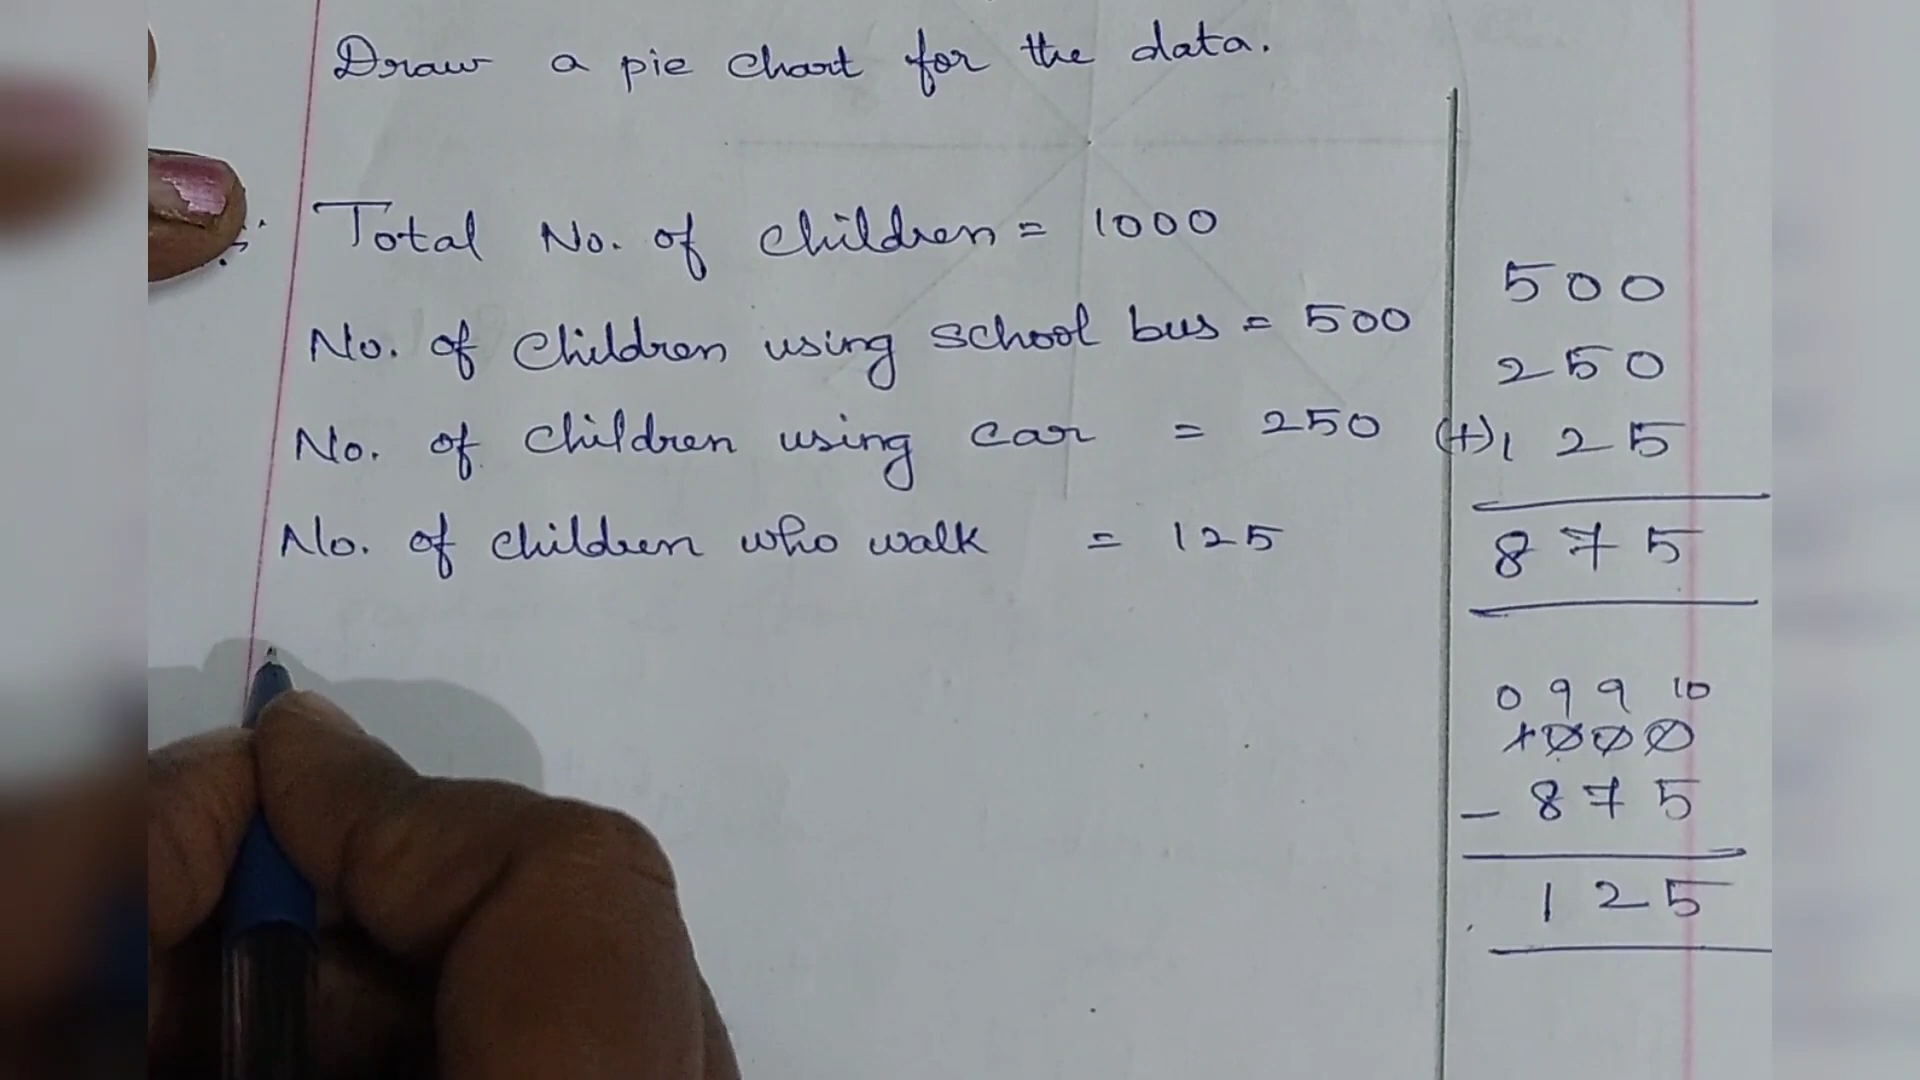 Draw a pie chart for the data.
Total No. of children = 1000
No. of children using school bus = 500
No. of children using car = 250
No. of children who walk = 125
500
250
(+) 125
875
0 9 9 10
1000
- 875
125